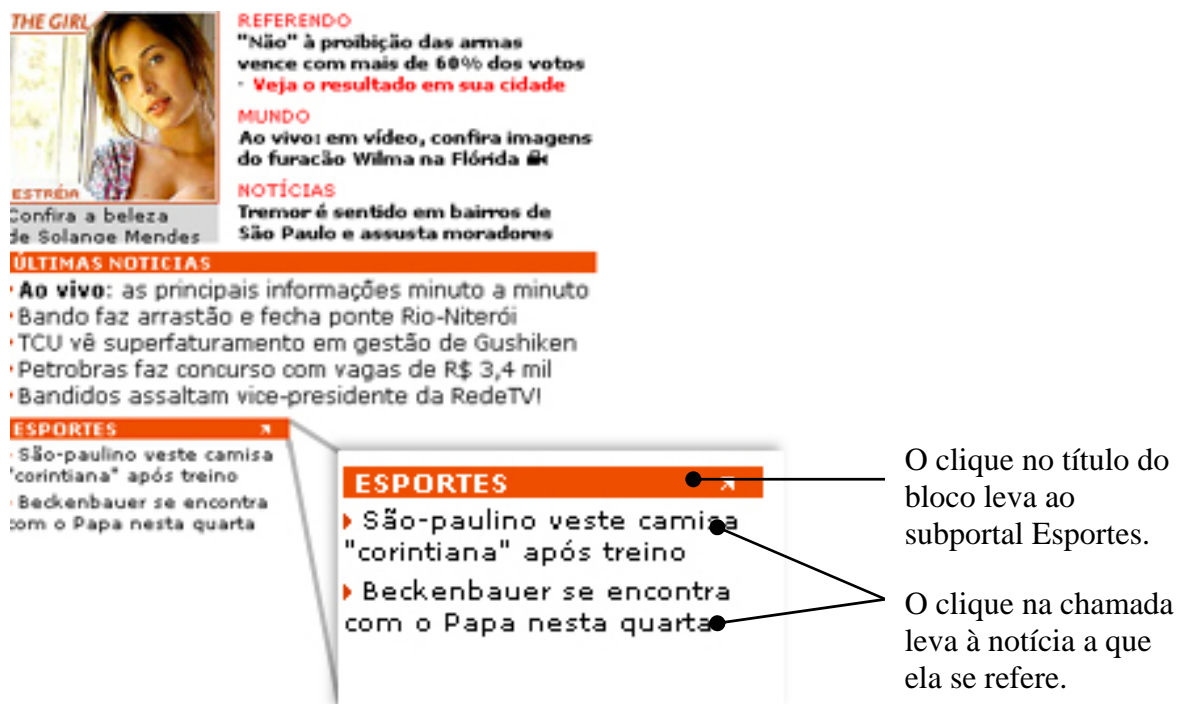 THE GIRL
ESTRÉIA
Confira a beleza
de Solange Mendes
REFERENDO
"Não" à proibição das armas
vence com mais de 60% dos votos
· Veja o resultado em sua cidade
MUNDO
Ao vivo: em vídeo, confira imagens
do furacão Wilma na Flórida
NOTÍCIAS
Tremor é sentido em bairros de
São Paulo e assusta moradores
ÚLTIMAS NOTICIAS
Ao vivo: as principais informações minuto a minuto
Bando faz arrastão e fecha ponte Rio-Niterói
TCU vê superfaturamento em gestão de Gushiken
Petrobras faz concurso com vagas de R$ 3,4 mil
Bandidos assaltam vice-presidente da RedeTV!
ESPORTES
São-paulino veste camisa
"corintiana" após treino
Beckenbauer se encontra
com o Papa nesta quarta
ESPORTES
São-paulino veste camisa
"corintiana" após treino
Beckenbauer se encontra
com o Papa nesta quarta
O clique no título do
bloco leva ao
subportal Esportes.
O clique na chamada
leva à notícia a que
ela se refere.